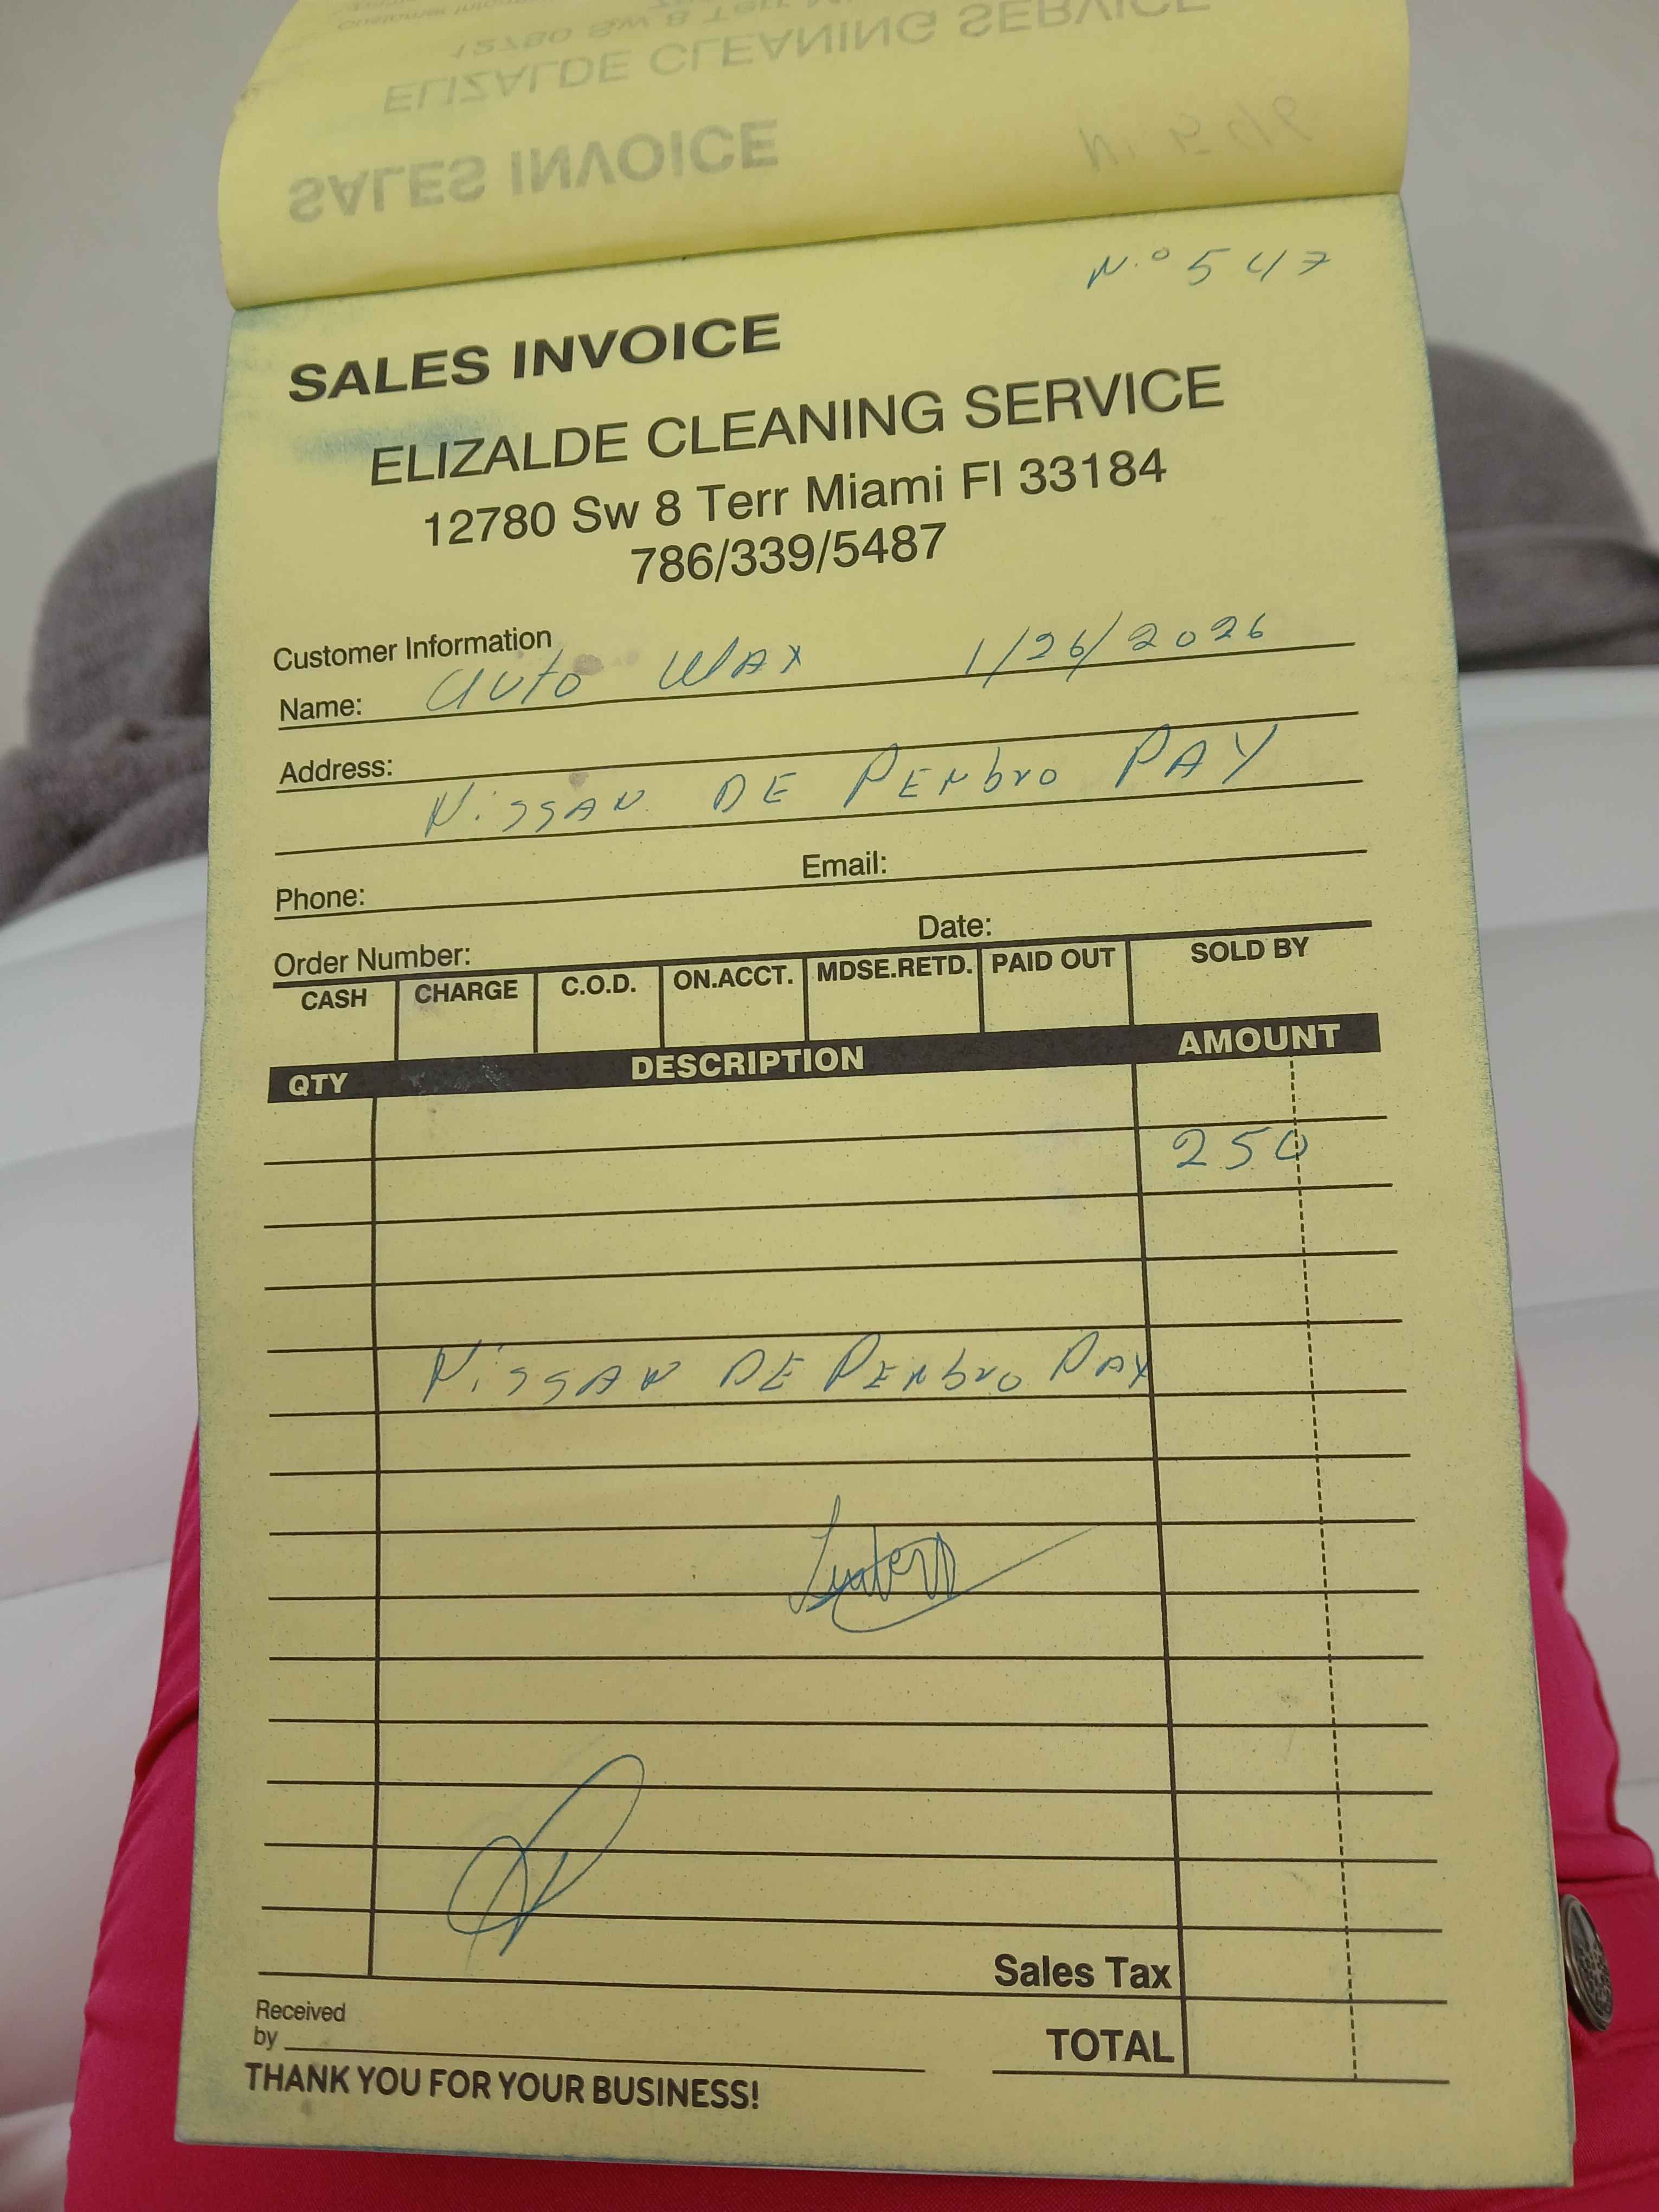 N.º 547
SALES INVOICE
ELIZALDE CLEANING SERVICE
12780 Sw 8 Terr Miami Fl 33184
786/339/5487
Customer Information
Name: Auto Wax 1/26/2026
Address:
Nissan DE PEMbro PAY
Phone: Email:
Order Number: Date:
CASH CHARGE C.O.D. ON.ACCT. MDSE.RETD. PAID OUT SOLD BY
QTY DESCRIPTION AMOUNT
250
Nissan DE PEMbro PAY
Sales Tax
Received
by
TOTAL
THANK YOU FOR YOUR BUSINESS!